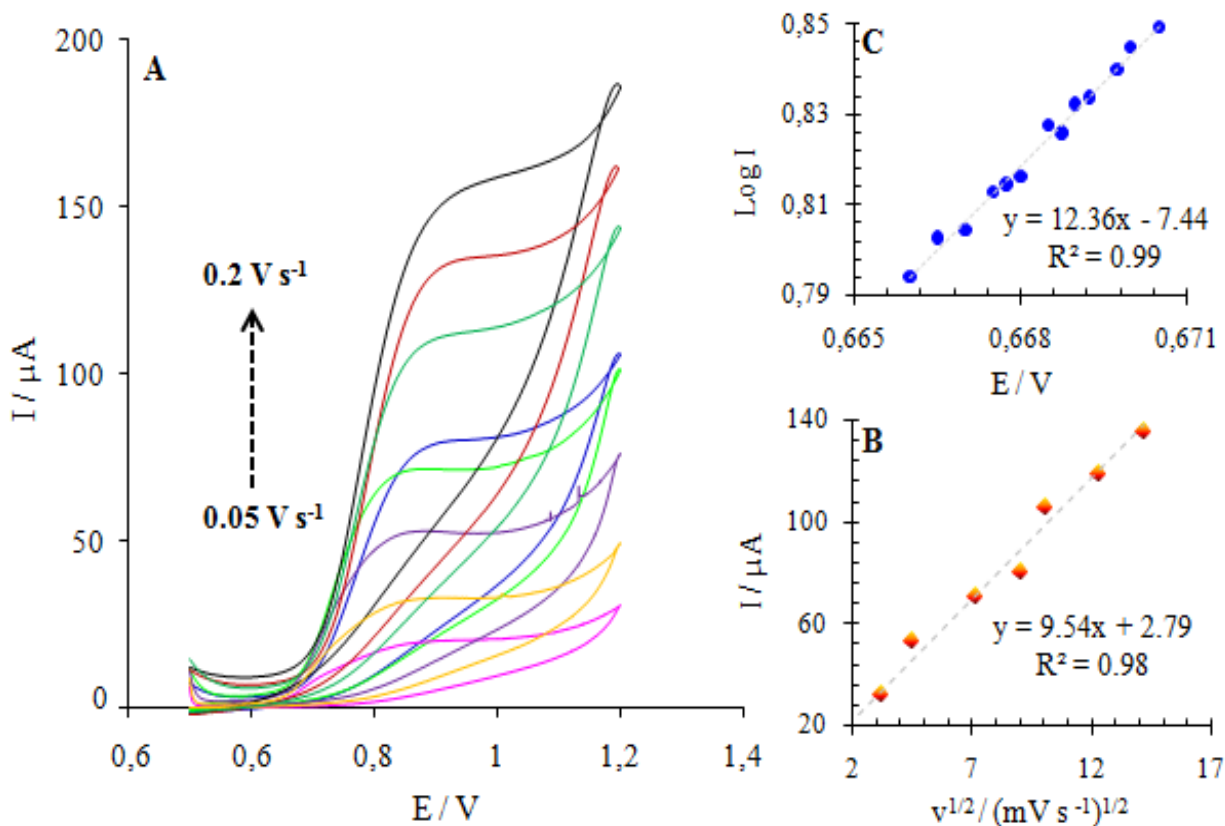 A
200
150
100
50
0
I / µA
0.2 V s-1
0.05 V s-1
0,6
0,6
0,8
1
1,2
1,4
E / V
C
0,85
0,83
0,81
0,79
Log I
y = 12.36x - 7.44
R² = 0.99
0,665
0,668
0,671
E / V
B
140
100
60
20
I / µA
y = 9.54x + 2.79
R² = 0.98
2
7
12
17
v1/2 / (mV s -1)1/2